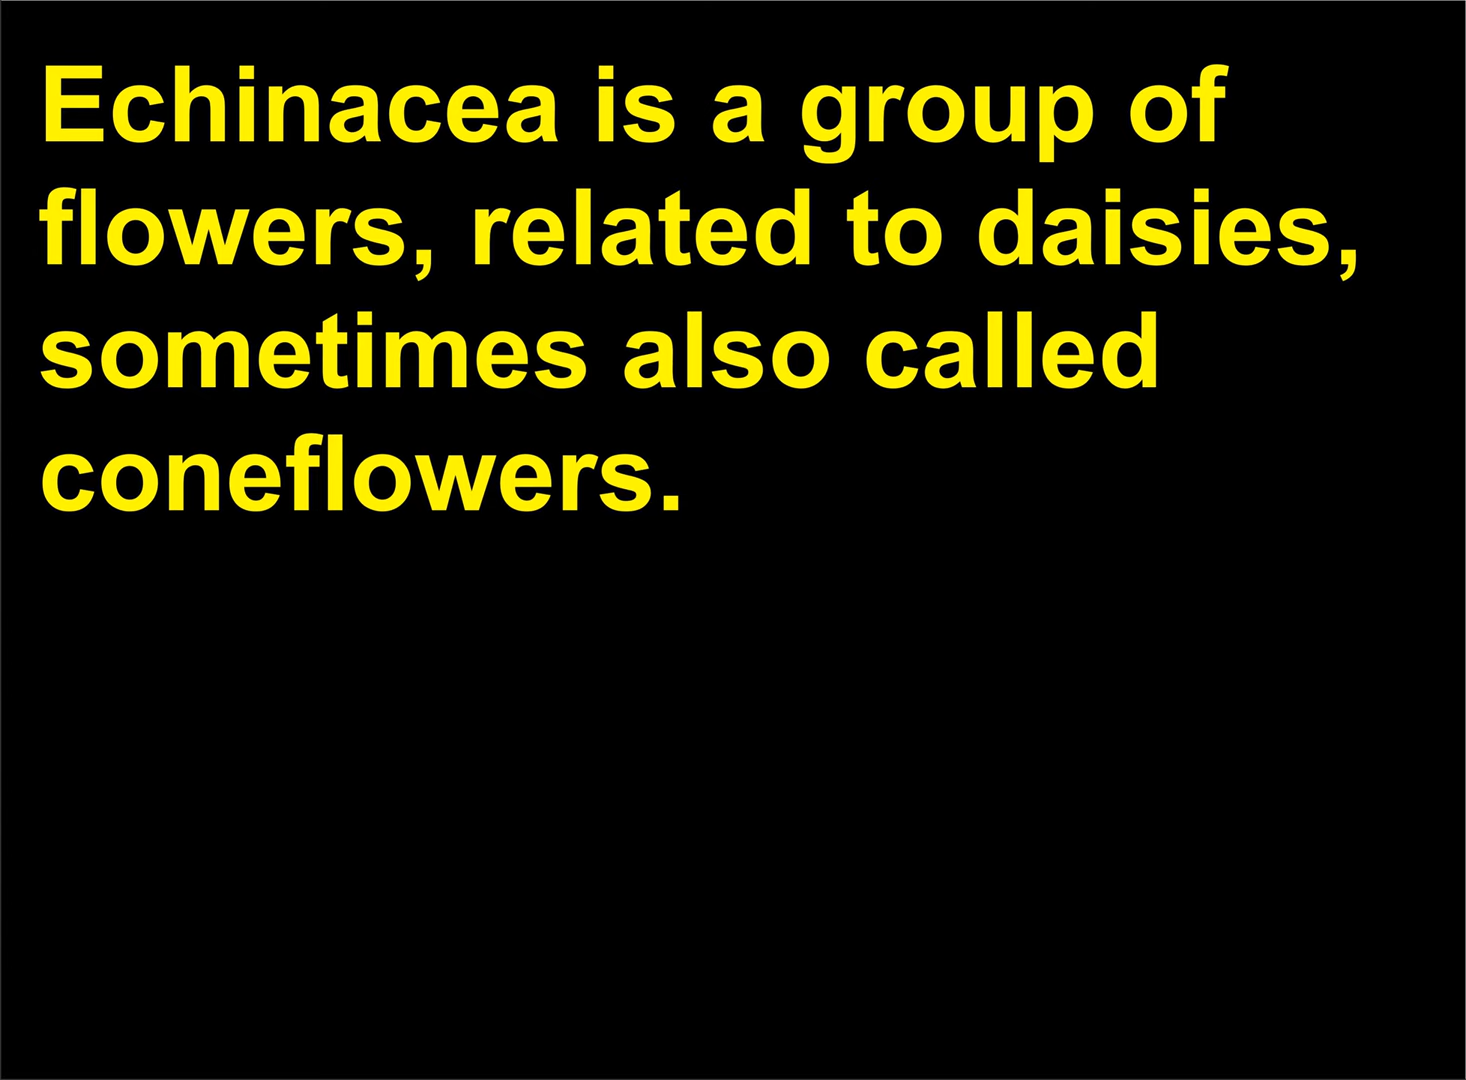 Echinacea is a group of
flowers, related to daisies,
sometimes also called
coneflowers.